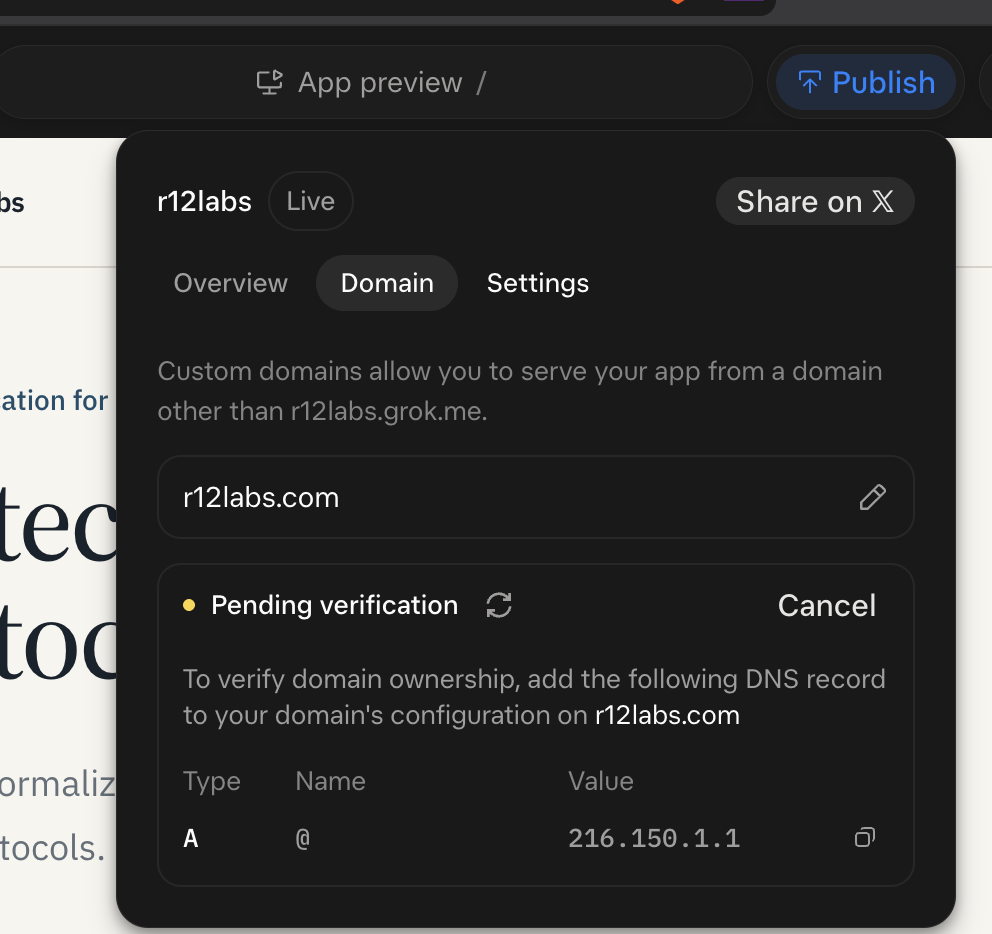 App preview /
Publish
bs
r12labs Live Share on X
Overview Domain Settings
Custom domains allow you to serve your app from a domain
other than r12labs.grok.me.
ation for
r12labs.com
tec
Pending verification Cancel
toc
To verify domain ownership, add the following DNS record
to your domain's configuration on r12labs.com
ormaliz
Type Name Value
A @ 216.150.1.1
tocols.